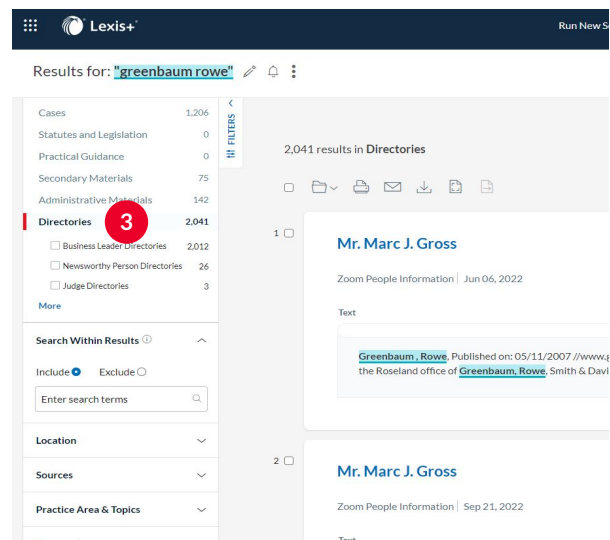 Lexis+
Run New S
Results for: "greenbaum rowe"
Cases 1,206
Statutes and Legislation 0
Practical Guidance 0
Secondary Materials 75
Administrative Materials 142
Directories 2,041
3
Business Leader Directories 2,012
Newsworthy Person Directories 26
Judge Directories 3
More
Search Within Results
Include Exclude
Enter search terms
Location
Sources
Practice Area & Topics
FILTERS
2,041 results in Directories
1
Mr. Marc J. Gross
Zoom People Information | Jun 06, 2022
Text
Greenbaum , Rowe, Published on: 05/11/2007 //www.g
the Roseland office of Greenbaum, Rowe, Smith & Davi
2
Mr. Marc J. Gross
Zoom People Information | Sep 21, 2022
Text